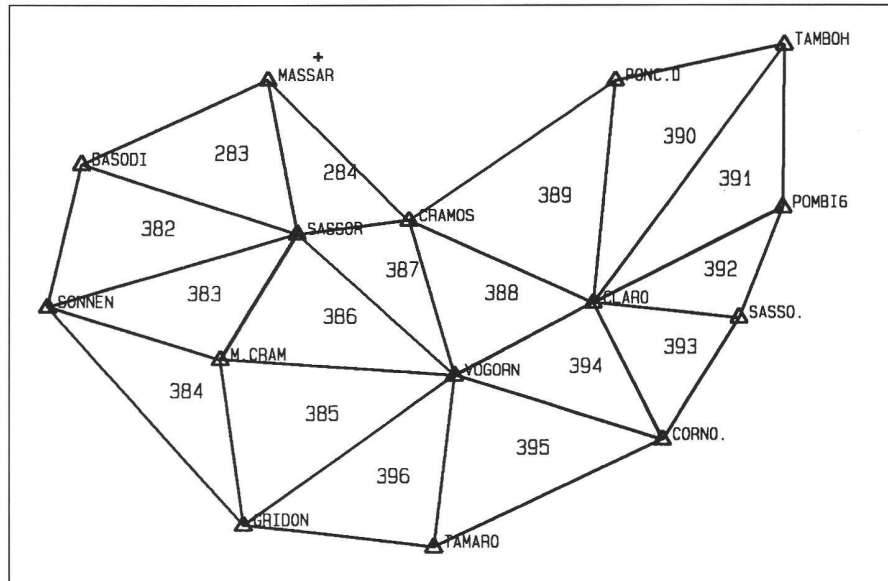 TAMBOH
MASSAR
PONC.D
390
283
BASODI
284
391
389
POMBI6
CRAMOS
382
SASSOR
387
392
383
388
CLARO
SONNEN
386
SASSO.
393
M.CRAM
394
VOGORN
384
385
CORNO.
395
396
GRIDON
TAMARO